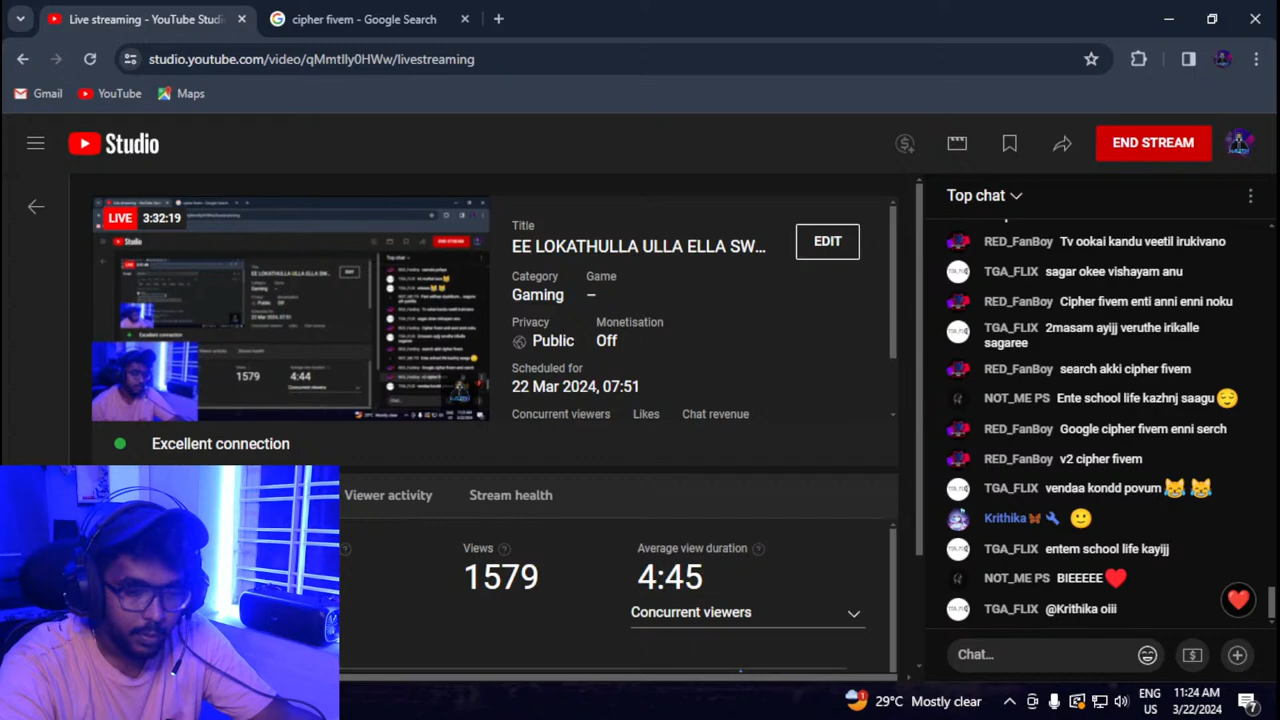 Live streaming - YouTube Studi
cipher fivem - Google Search
studio.youtube.com/video/qMmtIly0HWw/livestreaming
Gmail
YouTube
Maps
Studio
END STREAM
LIVE 3:32:19
Title
EE LOKATHULLA ULLA ELLA SW...
EDIT
Category
Game
Gaming
–
Privacy
Monetisation
Public
Off
Scheduled for
22 Mar 2024, 07:51
Concurrent viewers
Likes
Chat revenue
Excellent connection
Viewer activity
Stream health
Views
1579
Average view duration
4:45
Concurrent viewers
Top chat
RED_FanBoy Tv ookai kandu veetil irukivano
TGA_FLIX sagar okee vishayam anu
RED_FanBoy Cipher fivem enti anni enni noku
TGA_FLIX 2masam syijj venjathe hikalle
sagaree
RED_FanBoy search aikki cipher fivem
NOT_ME PS Ente school life kazhnj saagu😌
RED_FanBoy Google cipher fivem enni serch
RED_FanBoy v2 cipher fivem
TGA_FLIX vendaa kondd povum 😹 😹
Krithika🦋 🙂
TGA_FLIX entem school life kayijj
NOT_ME PS BIEEEEE❤️
TGA_FLIX @Krithika oiii
Chat...
29°C Mostly clear
ENG
US
11:24 AM
3/22/2024
7